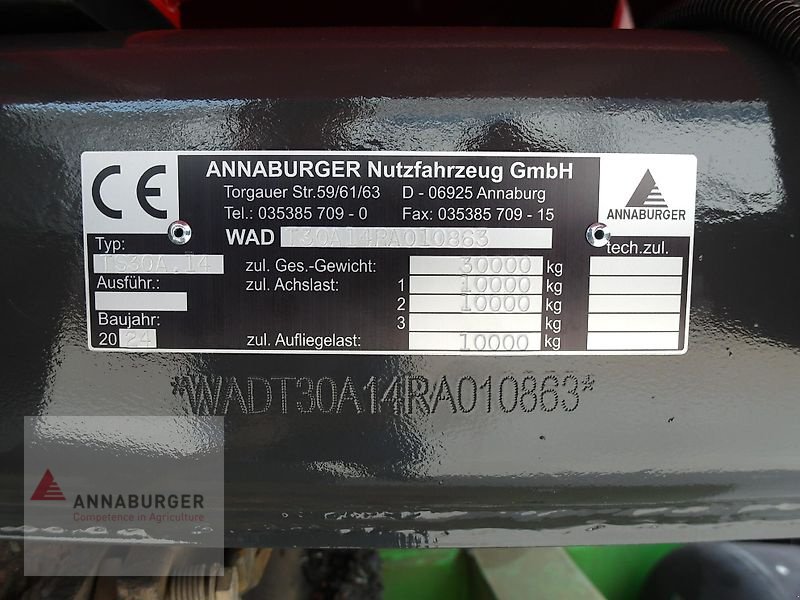 CE
ANNABURGER Nutzfahrzeug GmbH
Torgauer Str.59/61/63 D - 06925 Annaburg
Tel.: 035385 709 - 0 Fax: 035385 709 - 15
ANNABURGER
WAD T30A14RA010863
tech.zul.
Typ:
TS30A.14
zul. Ges.-Gewicht: 30000 kg
Ausführ.:
zul. Achslast: 1 10000 kg
2 10000 kg
3 kg
Baujahr:
2024
zul. Aufliegelast: 10000 kg
*WADT30A14RA010863*
ANNABURGER
Competence in Agriculture